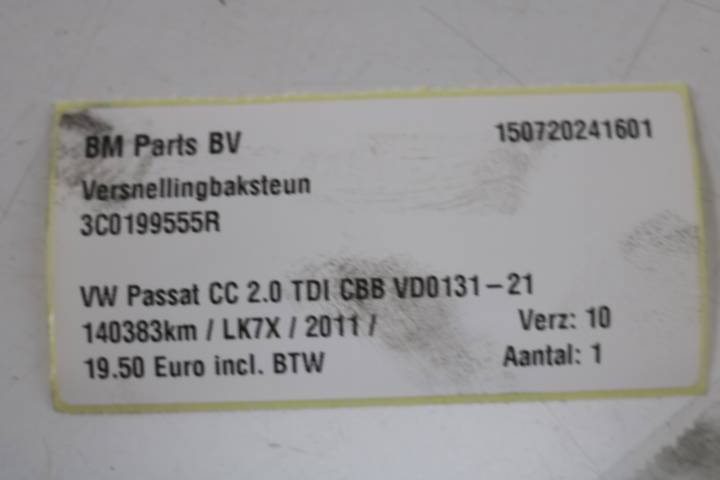 BM Parts BV 150720241601
Versnellingbaksteun
3C0199555R
VW Passat CC 2.0 TDI CBB VD0131-21
140383km / LK7X / 2011 / Verz: 10
19.50 Euro incl. BTW Aantal: 1